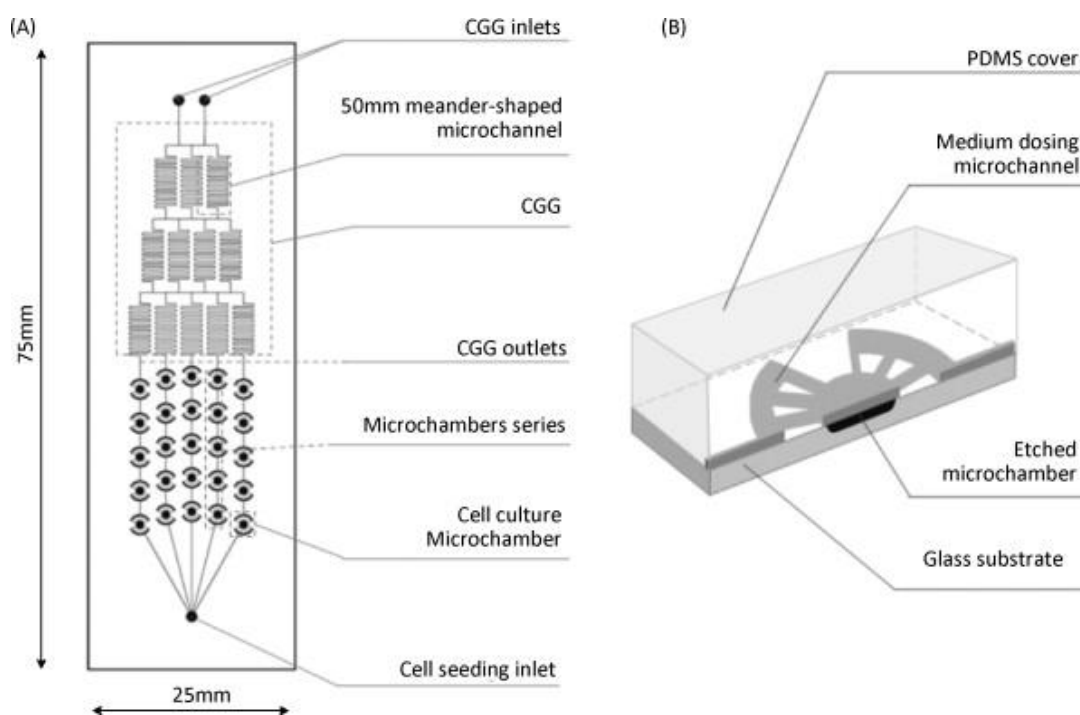 (A)
CGG inlets
50mm meander-shaped
microchannel
CGG
CGG outlets
Microchambers series
Cell culture
Microchamber
Cell seeding inlet
75mm
25mm
(B)
PDMS cover
Medium dosing
microchannel
Etched
microchamber
Glass substrate